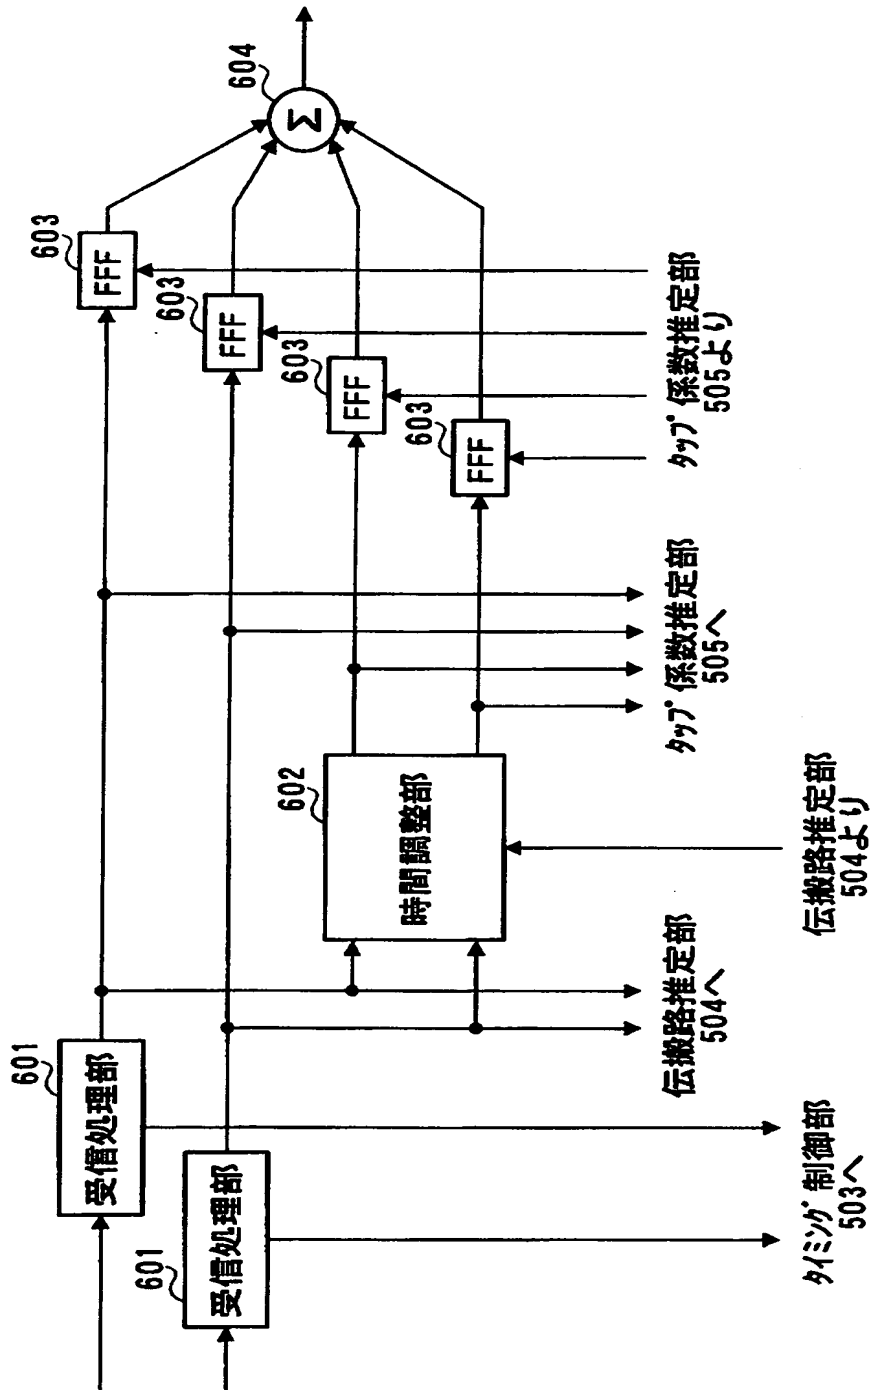 601
受信処理部
601
受信処理部
タイミング制御部
503へ
伝搬路推定部
504へ
602
時間調整部
伝搬路推定部
504より
タップ係数推定部
505へ
603
FFF
603
FFF
603
FFF
603
FFF
タップ係数推定部
505より
604
Σ